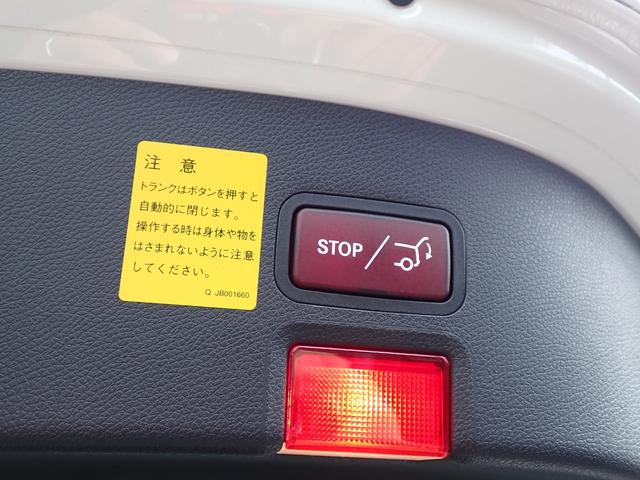 注 意
トランクはボタンを押すと
自動的に閉じます。
操作する時は身体や物を
はさまれないように注意
してください。
Q JB001660
STOP /